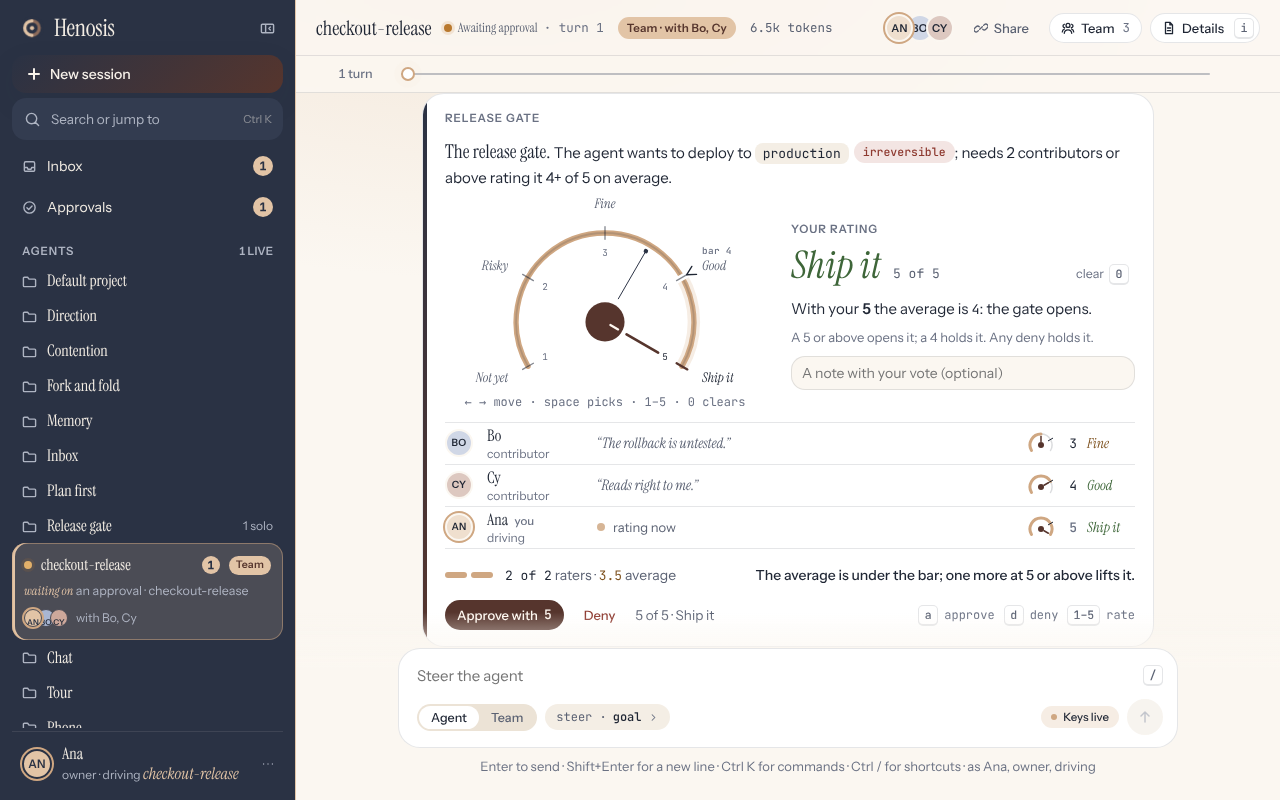 Henosis
New session
Search or jump to Ctrl K
Inbox 1
Approvals 1
AGENTS 1 LIVE
Default project
Direction
Contention
Fork and fold
Memory
Inbox
Plan first
Release gate 1 solo
checkout-release 1 Team
waiting on an approval · checkout-release
AN CY with Bo, Cy
Chat
Tour
Phone
AN Ana
owner · driving checkout-release ...
checkout-release Awaiting approval · turn 1 Team · with Bo, Cy 6.5k tokens AN BO CY Share Team 3 Details i
1 turn
RELEASE GATE
The release gate. The agent wants to deploy to production irreversible; needs 2 contributors or
above rating it 4+ of 5 on average.
Fine
Risky
Not yet
bar 4
Good
Ship it
1
2
3
4
5
← → move · space picks · 1–5 · 0 clears
YOUR RATING
Ship it 5 of 5 clear 0
With your 5 the average is 4: the gate opens.
A 5 or above opens it; a 4 holds it. Any deny holds it.
A note with your vote (optional)
BO Bo contributor “The rollback is untested.” 3 Fine
CY Cy contributor “Reads right to me.” 4 Good
AN Ana you driving rating now 5 Ship it
2 of 2 raters · 3.5 average The average is under the bar; one more at 5 or above lifts it.
Approve with 5 Deny 5 of 5 · Ship it a approve d deny 1–5 rate
Steer the agent /
Agent Team steer · goal › Keys live
Enter to send · Shift+Enter for a new line · Ctrl K for commands · Ctrl / for shortcuts · as Ana, owner, driving